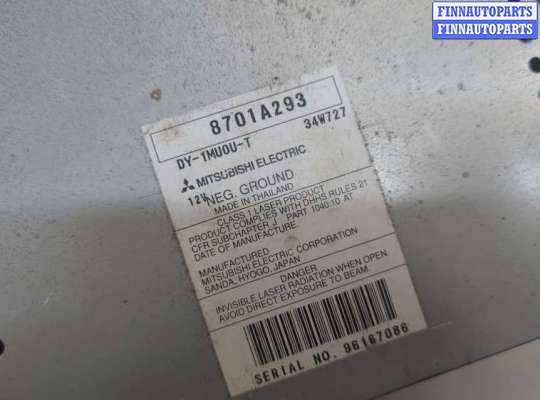 FINNAUTOPARTS
FINNAUTOPARTS
8701A293
DY-1MU0U-T 34W727
MITSUBISHI ELECTRIC
12V NEG. GROUND
MADE IN THAILAND
CLASS 1 LASER PRODUCT
PRODUCT COMPLIES WITH DHHS RULES 21
CFR SUBCHAPTER J PART 1040:10 AT
DATE OF MANUFACTURE.
MANUFACTURED
MITSUBISHI ELECTRIC CORPORATION
SANDA, HYOGO, JAPAN
DANGER
INVISIBLE LASER RADIATION WHEN OPEN.
AVOID DIRECT EXPOSURE TO BEAM.
SERIAL NO. 96167086